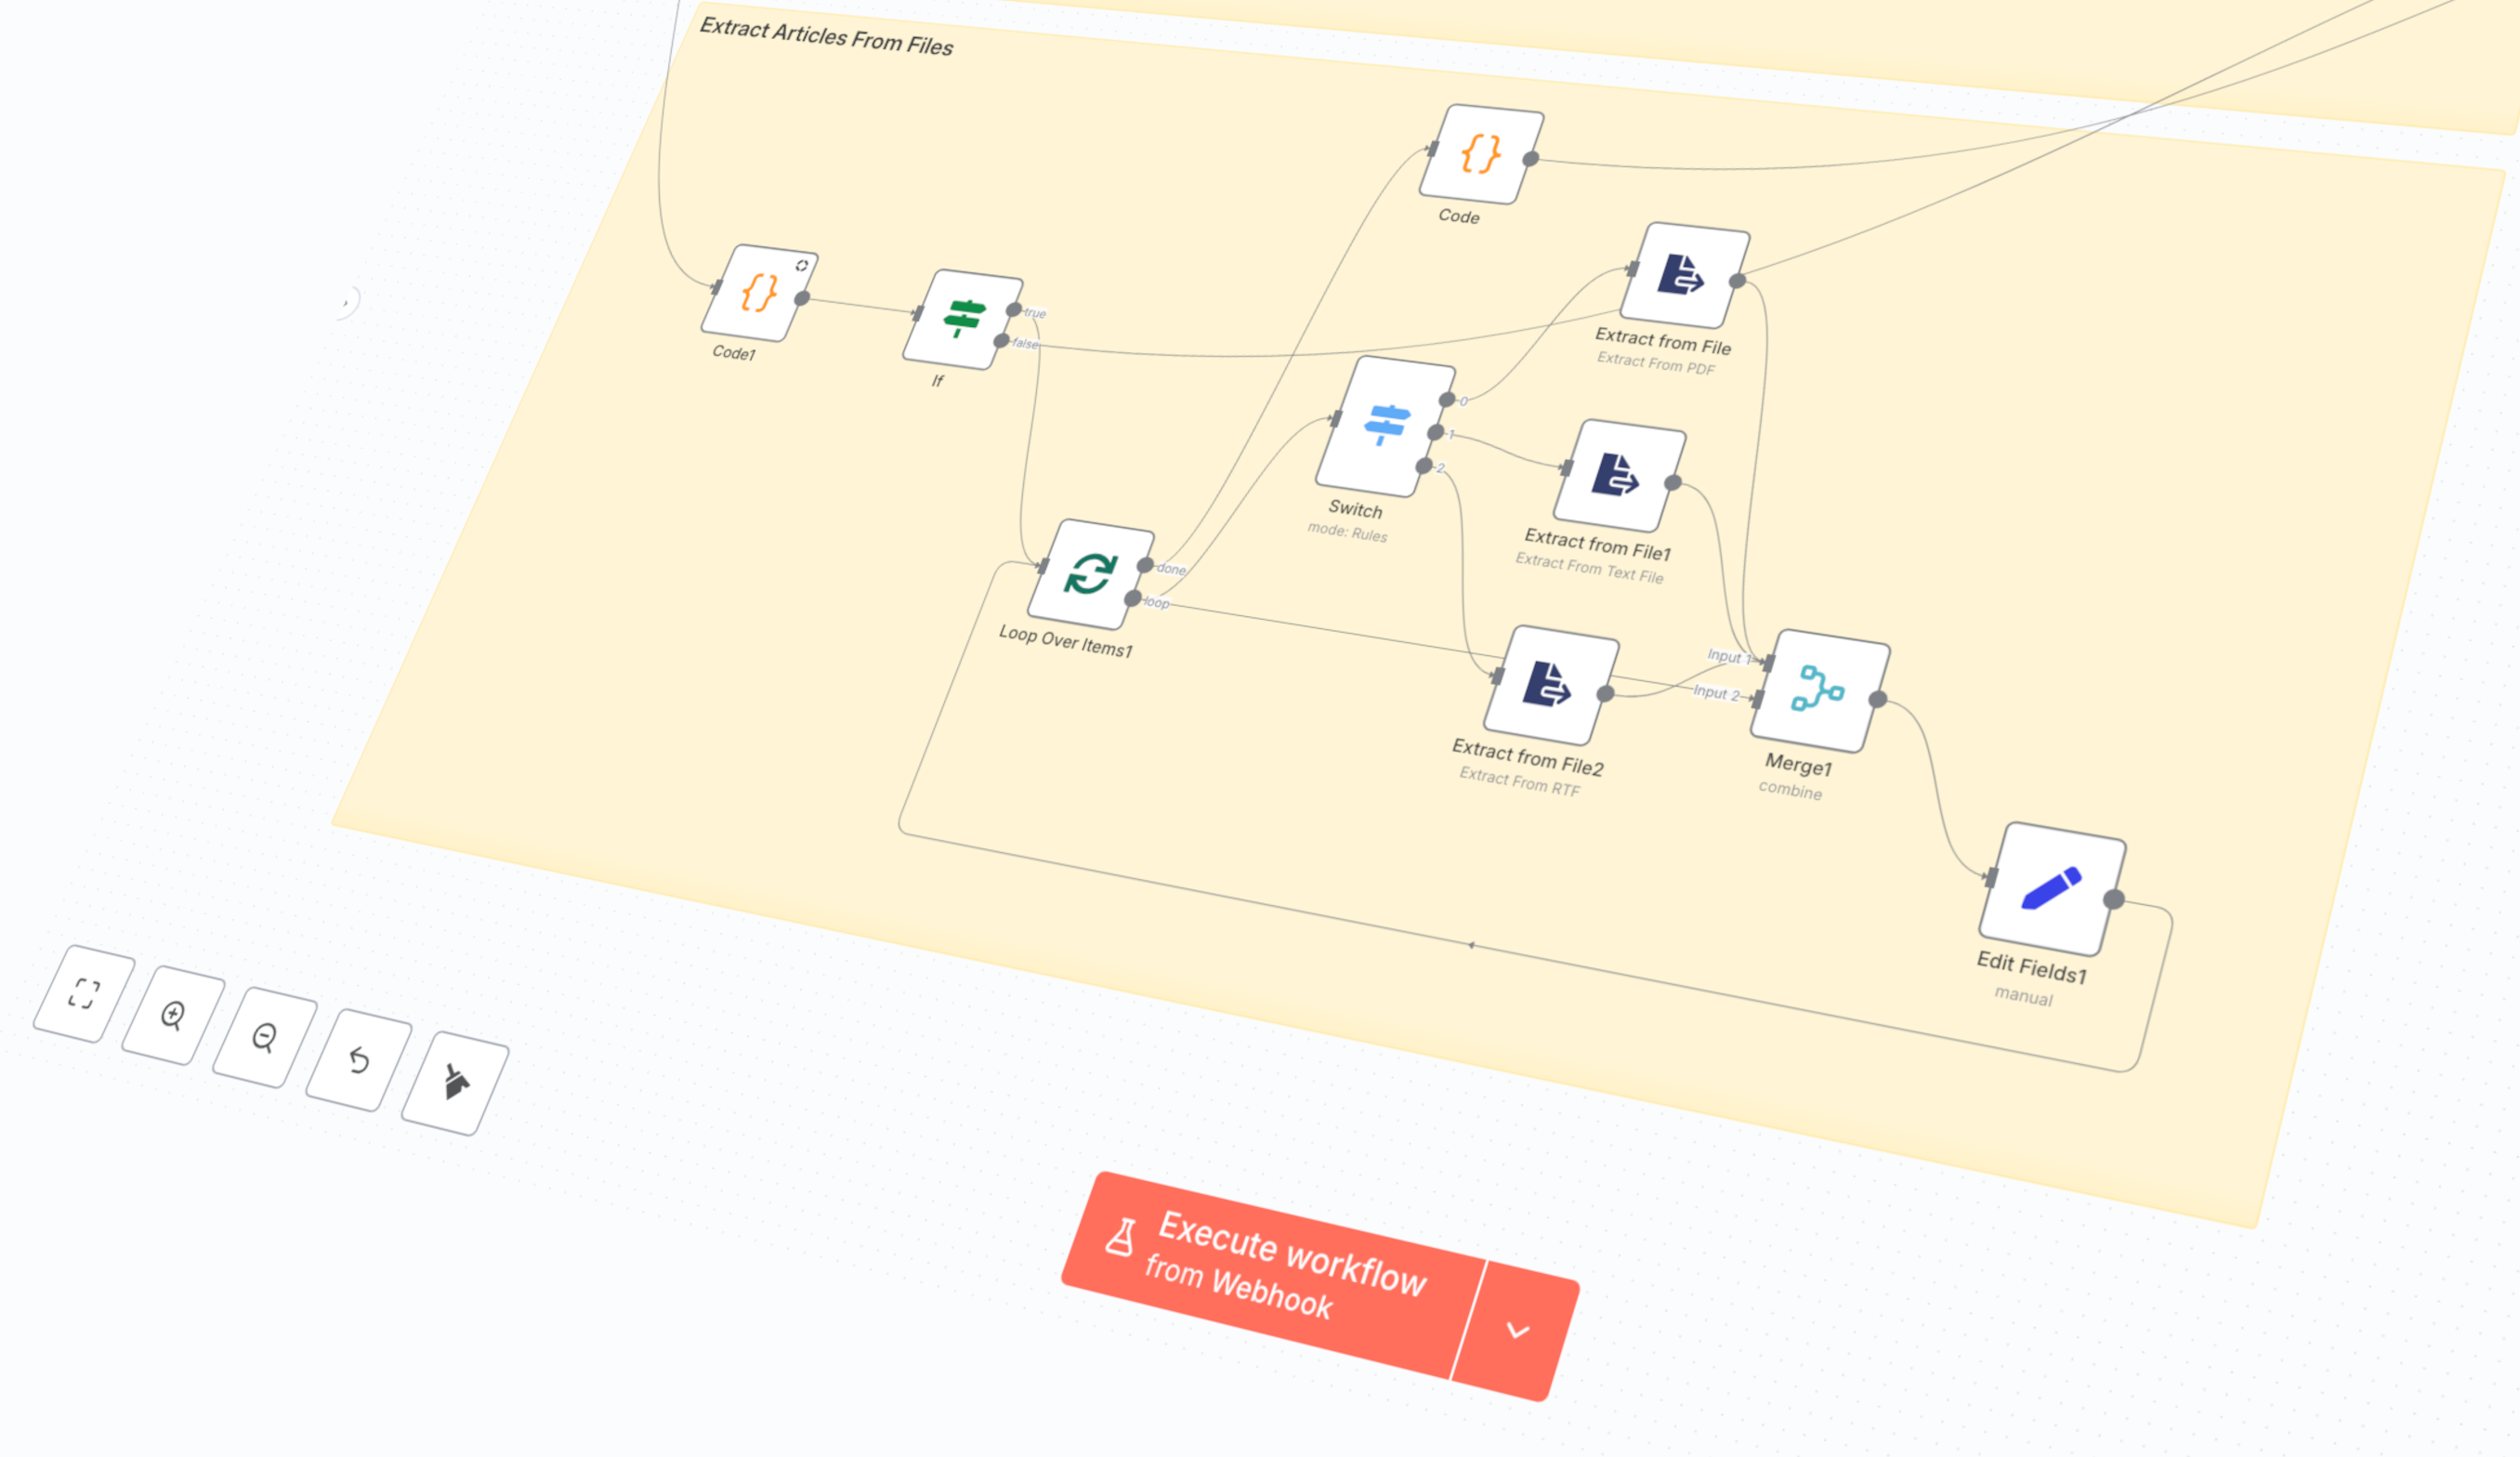 Extract Articles From Files
Code
Code1
If
true
false
Extract from File
Extract From PDF
0
1
2
Switch
mode: Rules
Extract from File1
Extract From Text File
done
loop
Loop Over Items1
Input 1
Input 2
Extract from File2
Extract From RTF
Merge1
combine
Edit Fields1
manual
Execute workflow
from Webhook